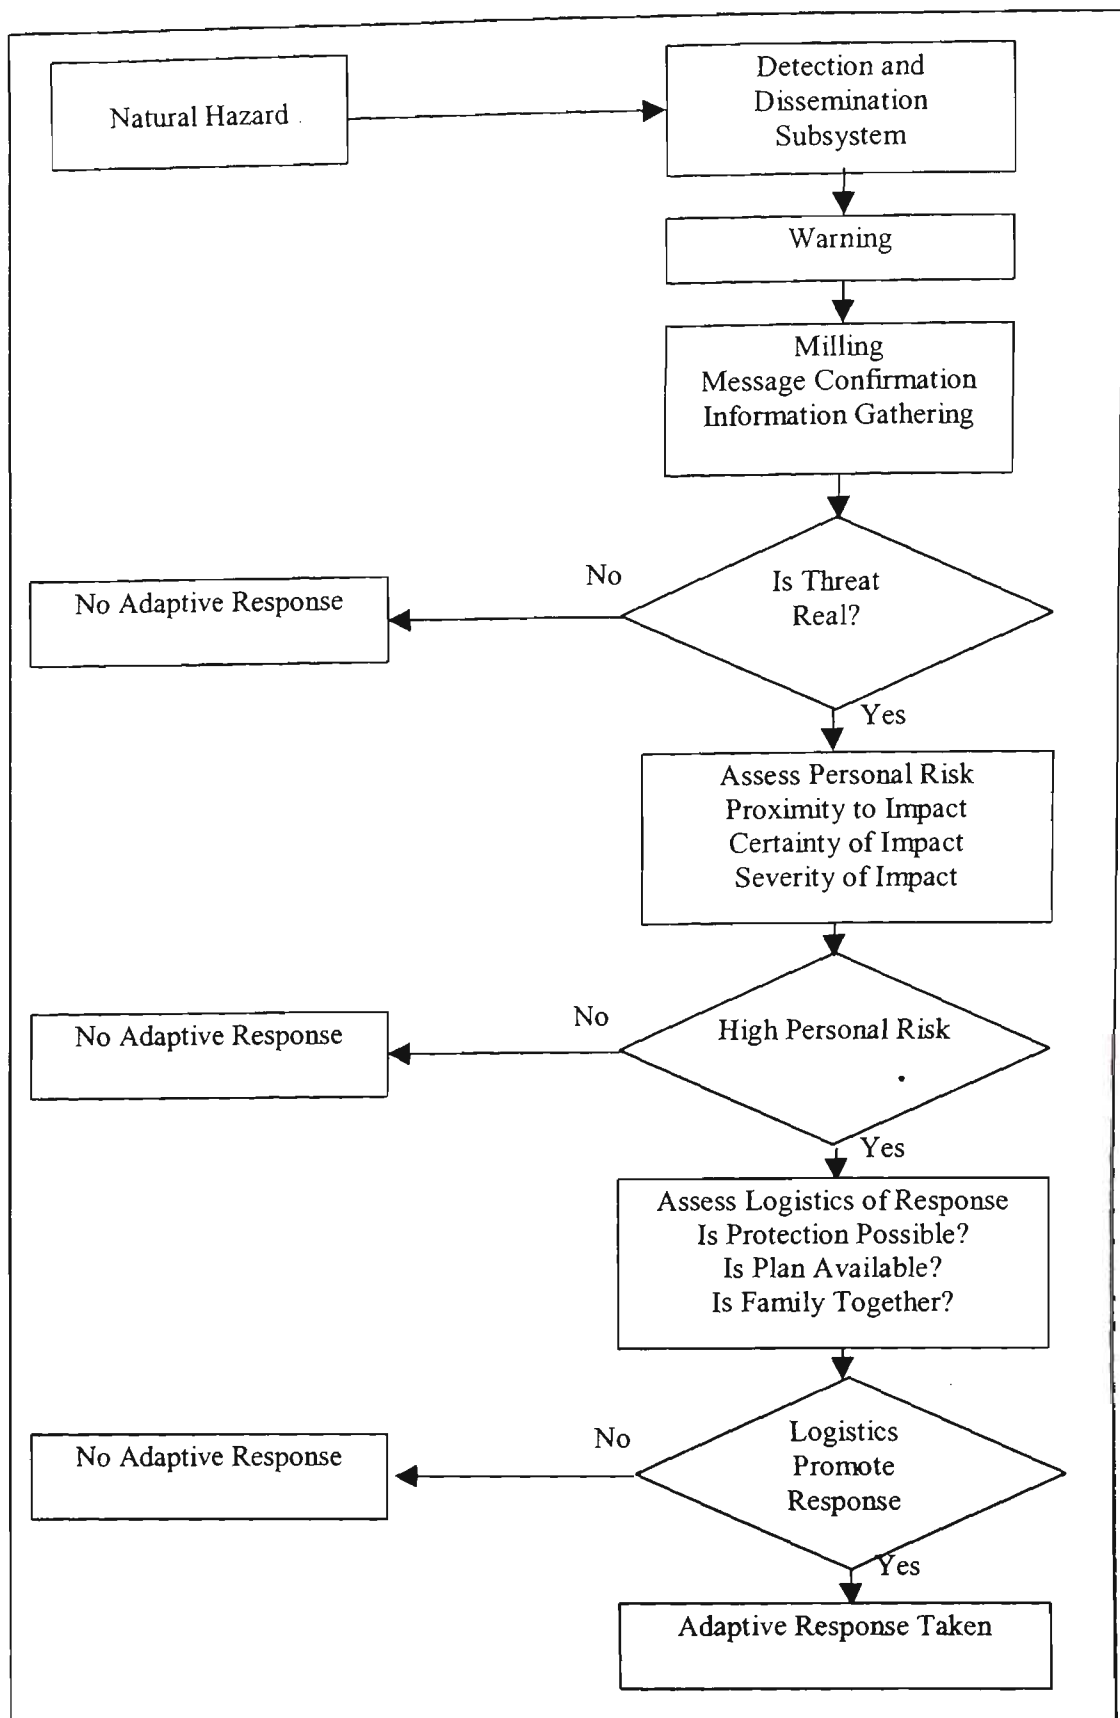 Natural Hazard
Detection and
Dissemination
Subsystem
Warning
Milling
Message Confirmation
Information Gathering
Is Threat
Real?
No
No Adaptive Response
Yes
Assess Personal Risk
Proximity to Impact
Certainty of Impact
Severity of Impact
High Personal Risk
No
No Adaptive Response
Yes
Assess Logistics of Response
Is Protection Possible?
Is Plan Available?
Is Family Together?
Logistics
Promote
Response
No
No Adaptive Response
Yes
Adaptive Response Taken